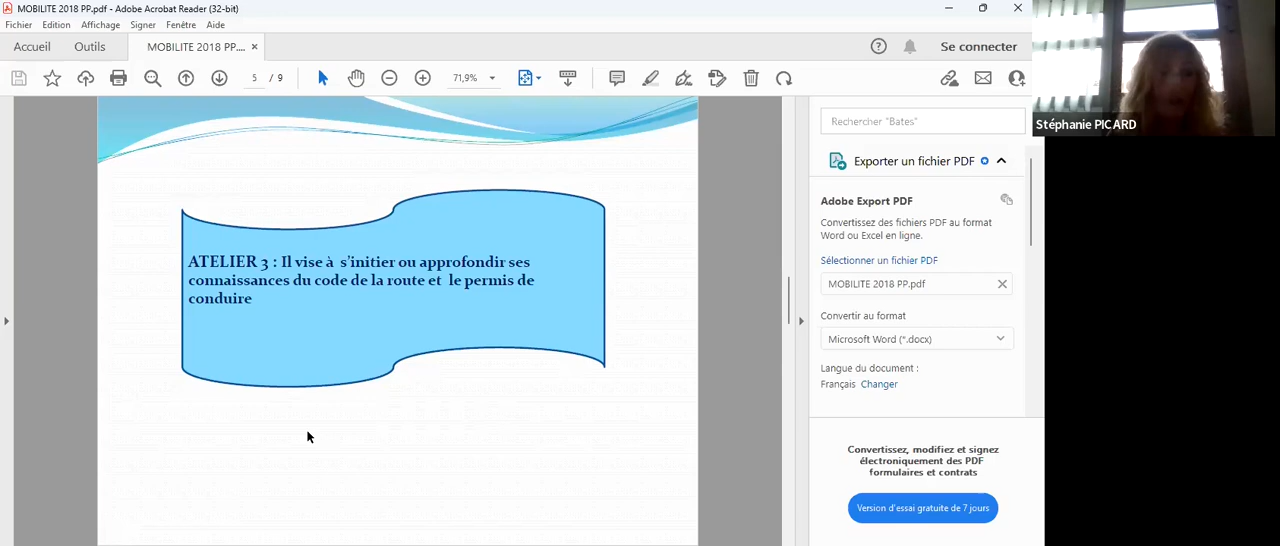 MOBILITE 2018 PP.pdf - Adobe Acrobat Reader (32-bit)
Fichier Edition Affichage Signer Fenêtre Aide
Accueil Outils MOBILITE 2018 PP.... × Se connecter
5 / 9 71,9%
Stéphanie PICARD
Rechercher "Bates"
Exporter un fichier PDF
Adobe Export PDF
Convertissez des fichiers PDF au format
Word ou Excel en ligne.
Sélectionner un fichier PDF
MOBILITE 2018 PP.pdf
Convertir au format
Microsoft Word (*.docx)
Langue du document :
Français Changer
Convertissez, modifiez et signez
électroniquement des PDF
formulaires et contrats
Version d'essai gratuite de 7 jours
ATELIER 3 : Il vise à s'initier ou approfondir ses
connaissances du code de la route et le permis de
conduire